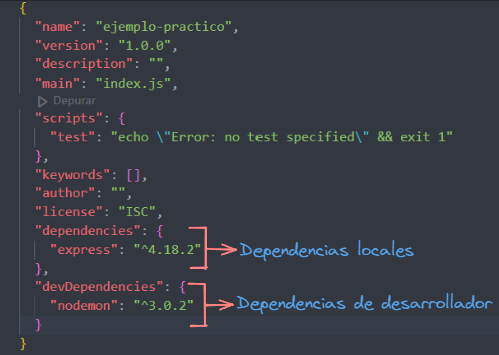 {
"name": "ejemplo-practico",
"version": "1.0.0",
"description": "",
"main": "index.js",
Depurar
"scripts": {
"test": "echo \"Error: no test specified\" && exit 1"
},
"keywords": [],
"author": "",
"license": "ISC",
"dependencies": {
"express": "^4.18.2"
Dependencias locales
},
"devDependencies": {
"nodemon": "^3.0.2"
Dependencias de desarrollador
}
}